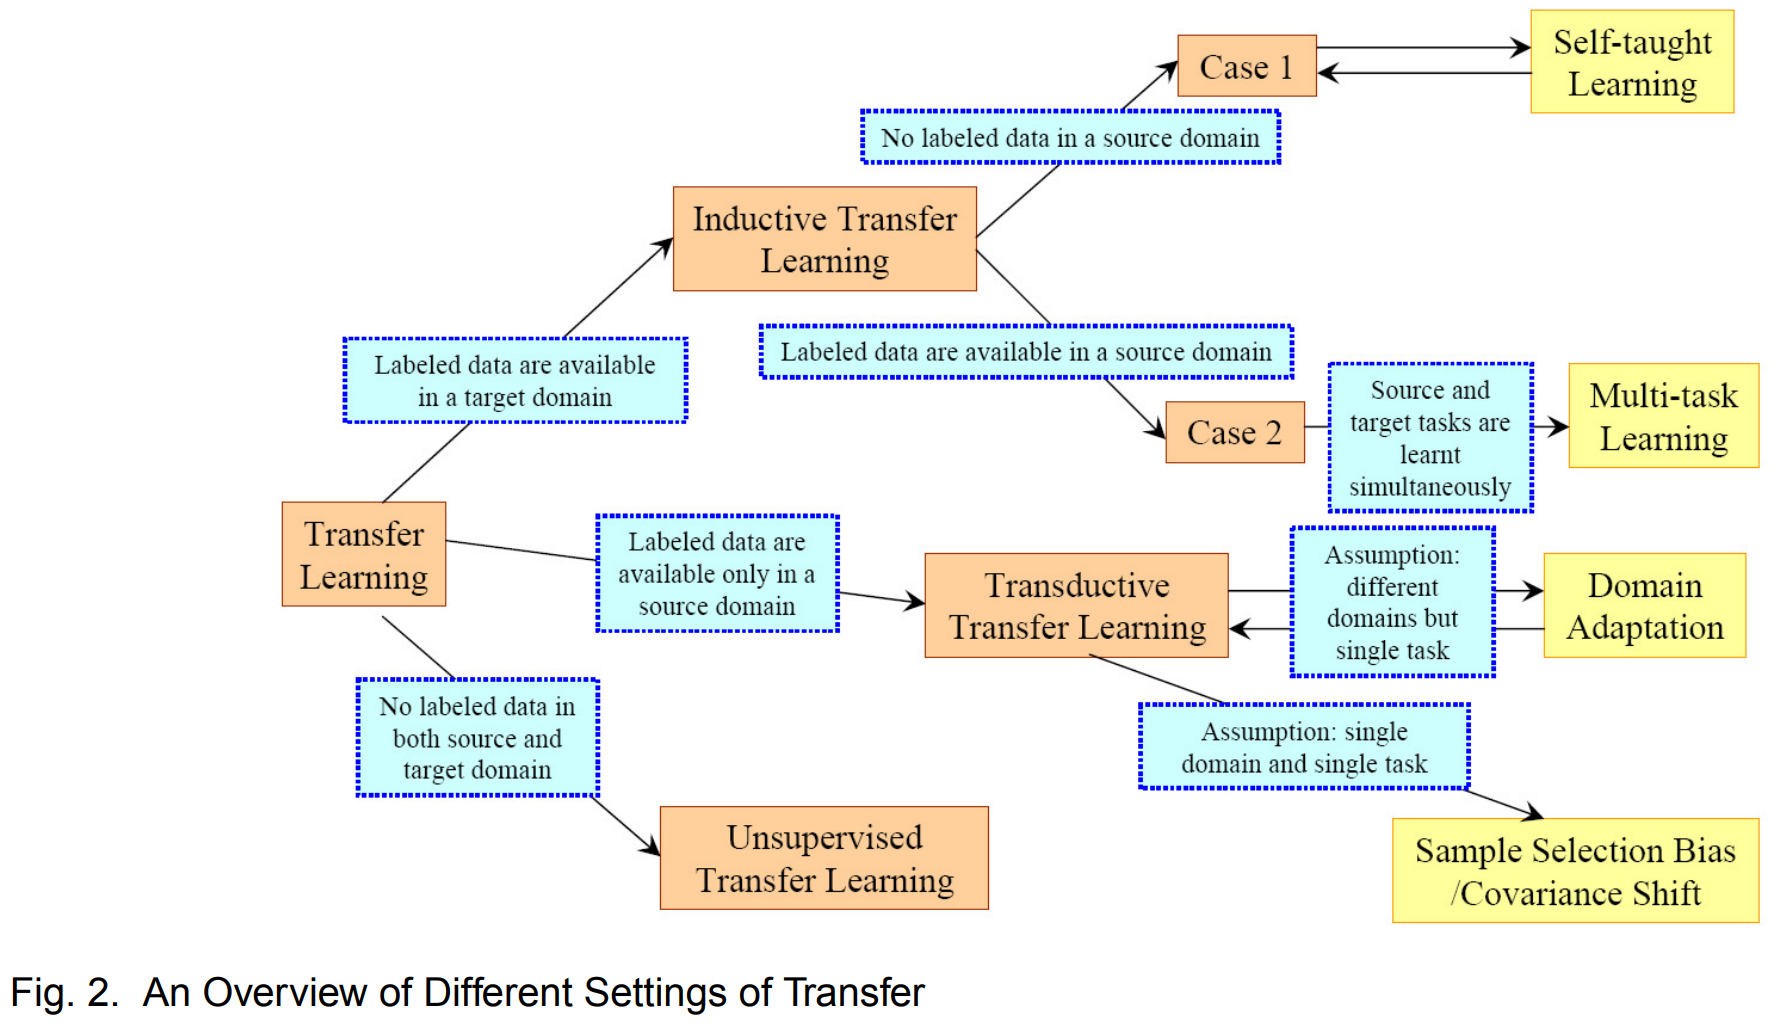 Case 1
Self-taught
Learning
No labeled data in a source domain
Inductive Transfer
Learning
Labeled data are available
in a target domain
Labeled data are available in a source domain
Case 2
Source and
target tasks are
learnt
simultaneously
Multi-task
Learning
Transfer
Learning
Labeled data are
available only in a
source domain
Transductive
Transfer Learning
Assumption:
different
domains but
single task
Domain
Adaptation
No labeled data in
both source and
target domain
Assumption: single
domain and single task
Unsupervised
Transfer Learning
Sample Selection Bias
/Covariance Shift
Fig. 2. An Overview of Different Settings of Transfer